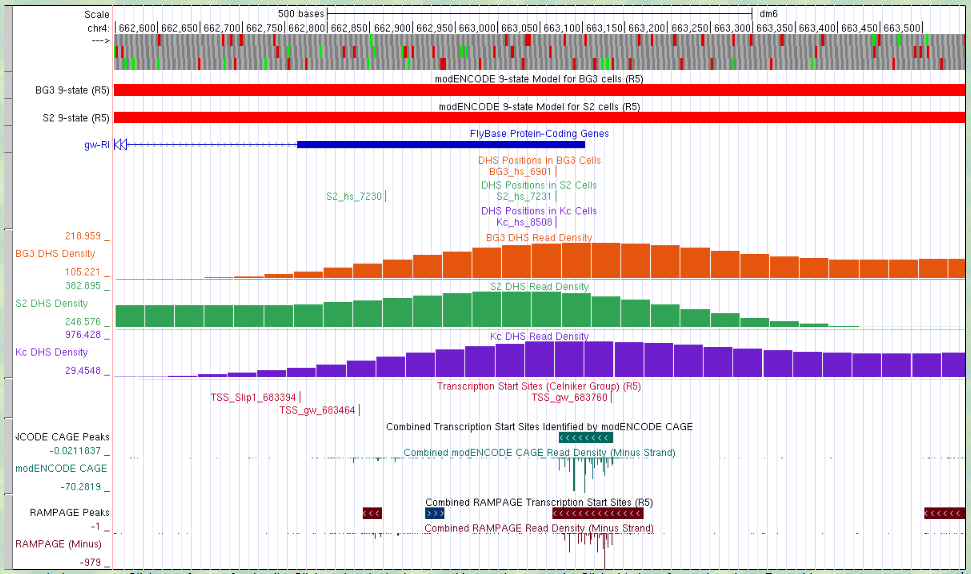 Scale 500 bases dm6
chr4: 662,600 662,650 662,700 662,750 662,800 662,850 662,900 662,950 663,000 663,050 663,100 663,150 663,200 663,250 663,300 663,350 663,400 663,450 663,500
--->
modENCODE 9-state Model for BG3 cells (R5)
BG3 9-state (R5)
modENCODE 9-state Model for S2 cells (R5)
S2 9-state (R5)
FlyBase Protein-Coding Genes
gw-RI
DHS Positions in BG3 Cells
BG3_hs_6901
DHS Positions in S2 Cells
S2_hs_7230 S2_hs_7231
DHS Positions in Kc Cells
Kc_hs_8508
218.959 _ BG3 DHS Read Density
BG3 DHS Density
105.221 _
382.895 _ S2 DHS Read Density
S2 DHS Density
246.576 _
976.428 _ Kc DHS Read Density
Kc DHS Density
29.4548 _
Transcription Start Sites (Celniker Group) (R5)
TSS_Slip1_683394 TSS_gw_683760
TSS_gw_683464
Combined Transcription Start Sites Identified by modENCODE CAGE
NCODE CAGE Peaks
-0.0211837 _ Combined modENCODE CAGE Read Density (Minus Strand)
modENCODE CAGE
-70.2819 _
Combined RAMPAGE Transcription Start Sites (R5)
RAMPAGE Peaks
-1 _ Combined RAMPAGE Read Density (Minus Strand)
RAMPAGE (Minus)
-979 _